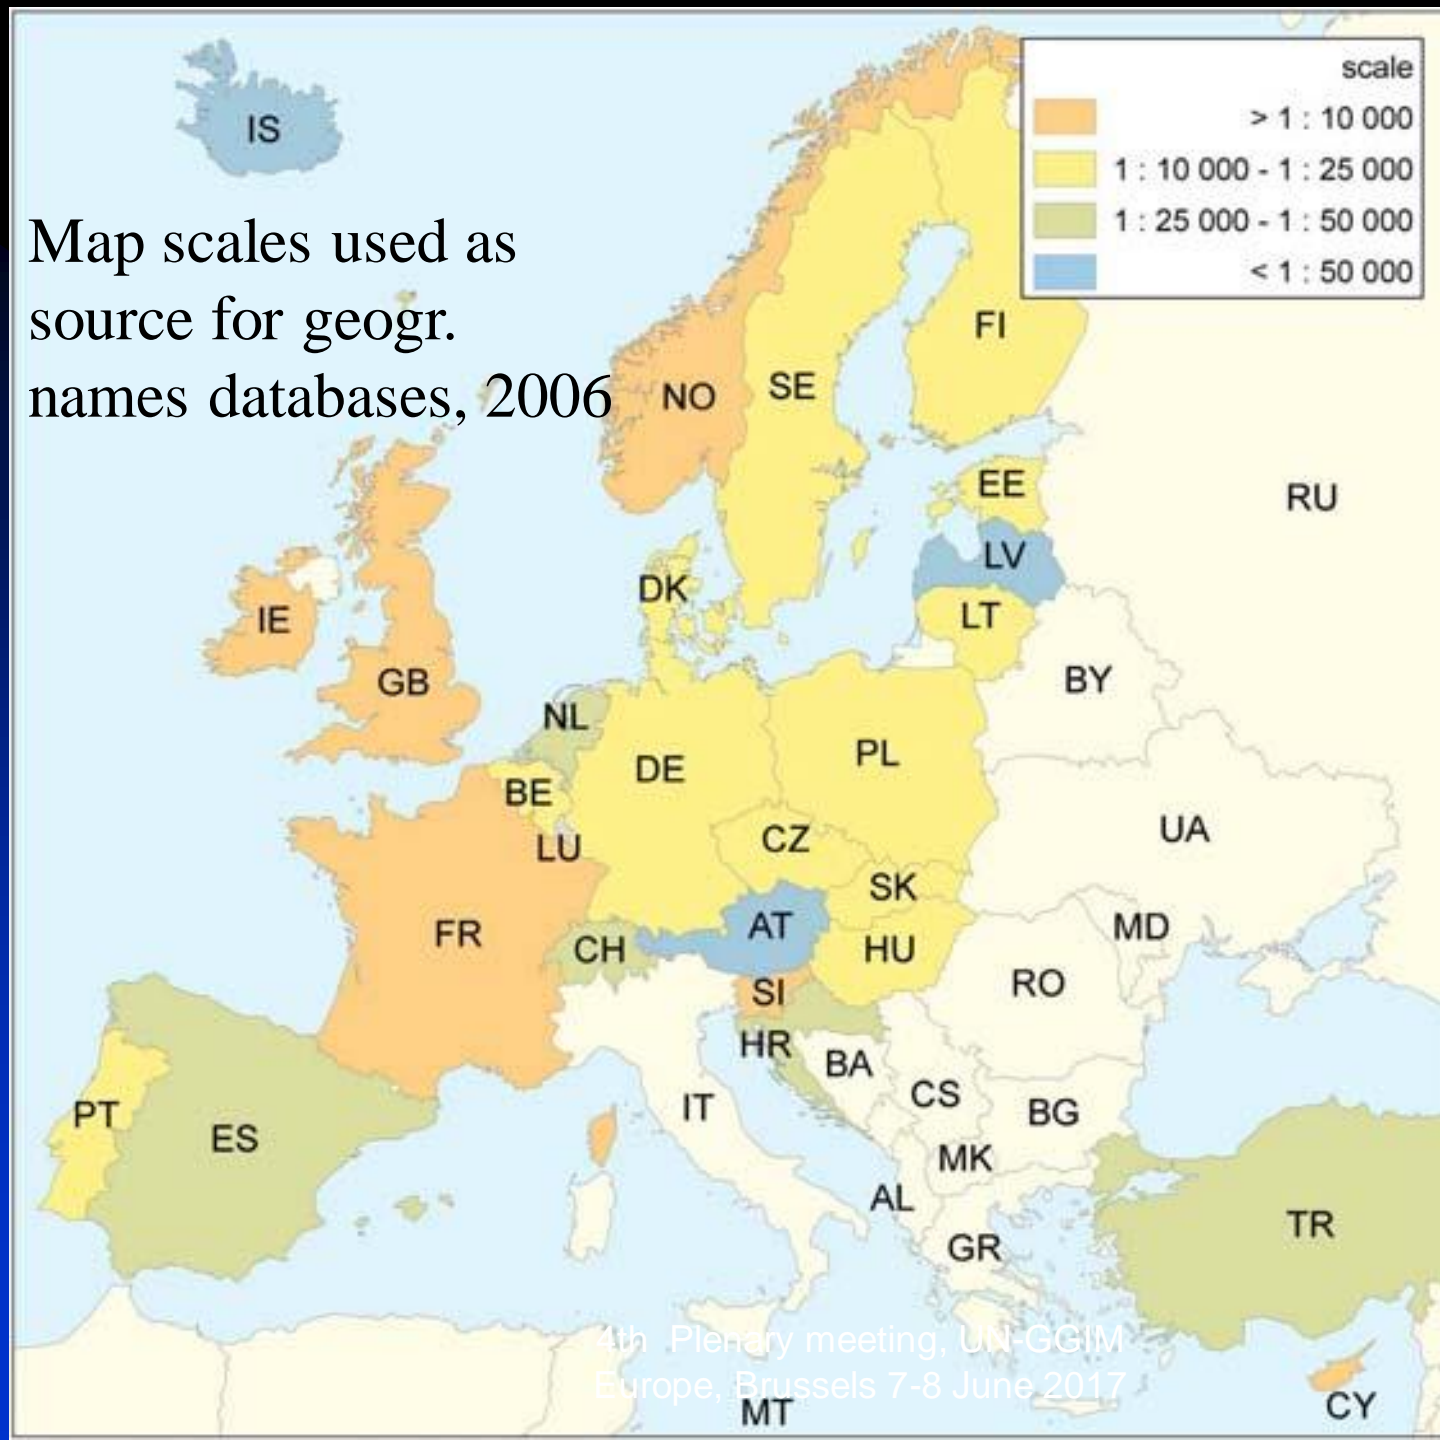 scale
> 1 : 10 000
1 : 10 000 - 1 : 25 000
1 : 25 000 - 1 : 50 000
< 1 : 50 000
IS
Map scales used as
source for geogr.
names databases, 2006
NO
SE
FI
EE
RU
LV
DK
LT
IE
GB
BY
NL
DE
PL
BE
CZ
UA
LU
SK
FR
AT
MD
CH
HU
RO
SI
HR
BA
CS
BG
PT
ES
IT
MK
AL
TR
GR
4th Plenary meeting, UN-GGIM
Europe, Brussels 7-8 June 2017
MT
CY